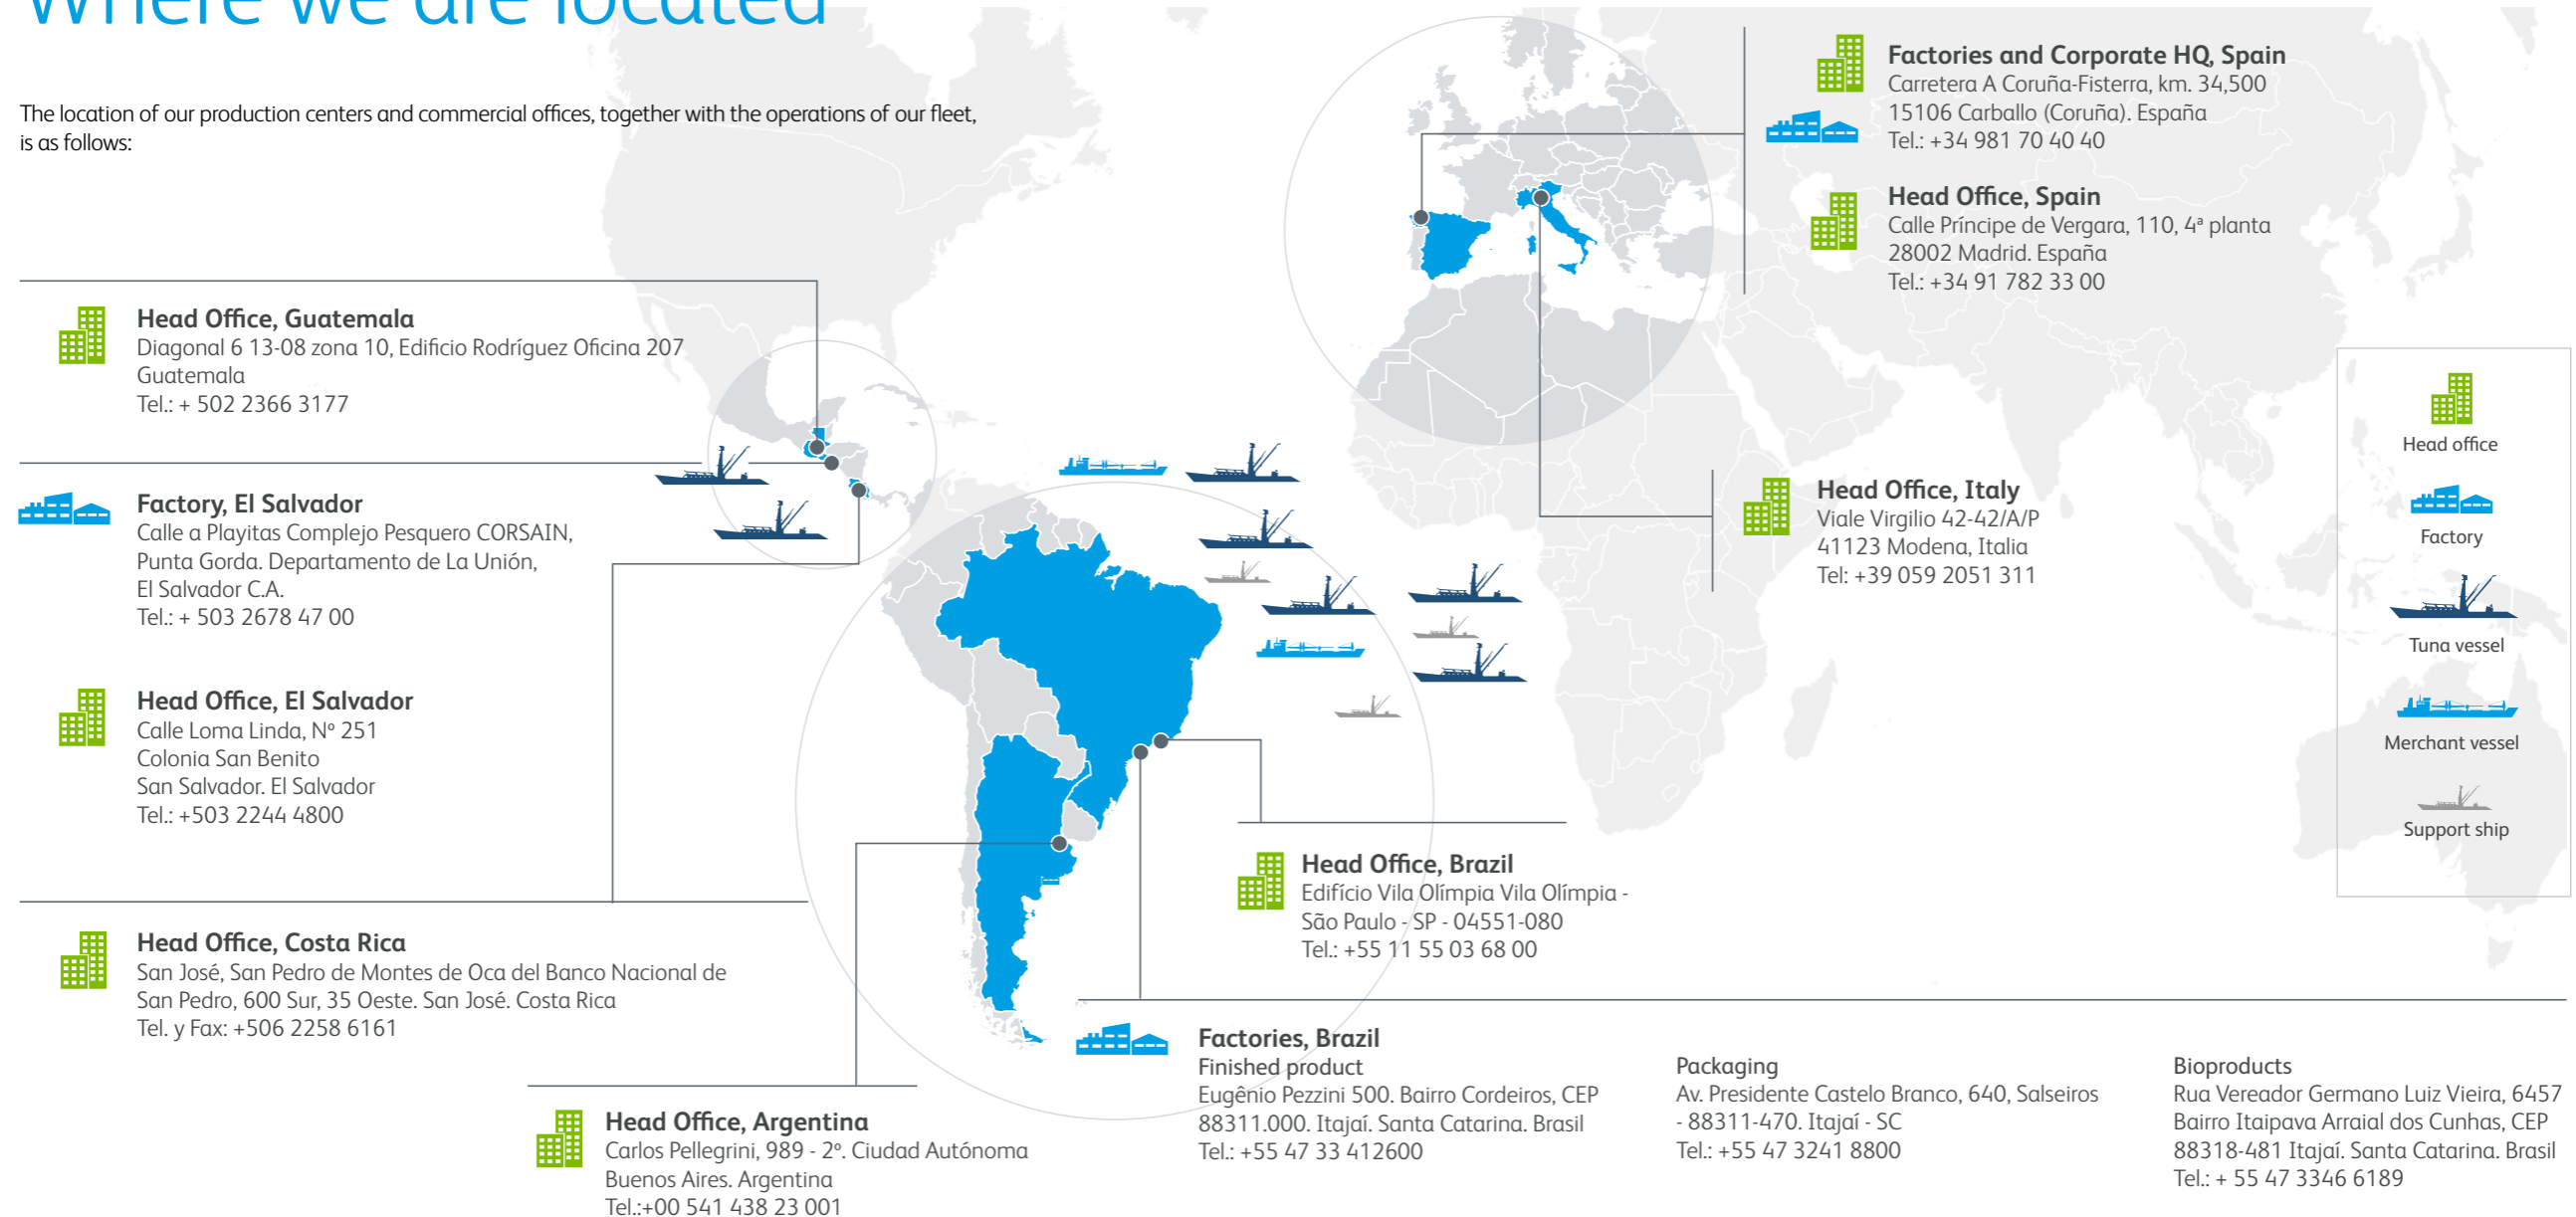 Where we are located
The location of our production centers and commercial offices, together with the operations of our fleet,
is as follows:
Factories and Corporate HQ, Spain
Carretera A Coruña-Fisterra, km. 34,500
15106 Carballo (Coruña). España
Tel.: +34 981 70 40 40
Head Office, Spain
Calle Príncipe de Vergara, 110, 4ª planta
28002 Madrid. España
Tel.: +34 91 782 33 00
Head Office, Guatemala
Diagonal 6 13-08 zona 10, Edificio Rodríguez Oficina 207
Guatemala
Tel.: + 502 2366 3177
Factory, El Salvador
Calle a Playitas Complejo Pesquero CORSAIN,
Punta Gorda. Departamento de La Unión,
El Salvador C.A.
Tel.: + 503 2678 47 00
Head Office, El Salvador
Calle Loma Linda, Nº 251
Colonia San Benito
San Salvador. El Salvador
Tel.: +503 2244 4800
Head Office, Costa Rica
San José, San Pedro de Montes de Oca del Banco Nacional de
San Pedro, 600 Sur, 35 Oeste. San José. Costa Rica
Tel. y Fax: +506 2258 6161
Head Office, Argentina
Carlos Pellegrini, 989 - 2º. Ciudad Autónoma
Buenos Aires. Argentina
Tel.:+00 541 438 23 001
Head Office, Italy
Viale Virgilio 42-42/A/P
41123 Modena, Italia
Tel: +39 059 2051 311
Head Office, Brazil
Edifício Vila Olímpia Vila Olímpia -
São Paulo - SP - 04551-080
Tel.: +55 11 55 03 68 00
Factories, Brazil
Finished product
Eugênio Pezzini 500. Bairro Cordeiros, CEP
88311.000. Itajaí. Santa Catarina. Brasil
Tel.: +55 47 33 412600
Packaging
Av. Presidente Castelo Branco, 640, Salseiros
- 88311-470. Itajaí - SC
Tel.: +55 47 3241 8800
Bioproducts
Rua Vereador Germano Luiz Vieira, 6457
Bairro Itaipava Arraial dos Cunhas, CEP
88318-481 Itajaí. Santa Catarina. Brasil
Tel.: + 55 47 3346 6189
Head office
Factory
Tuna vessel
Merchant vessel
Support ship